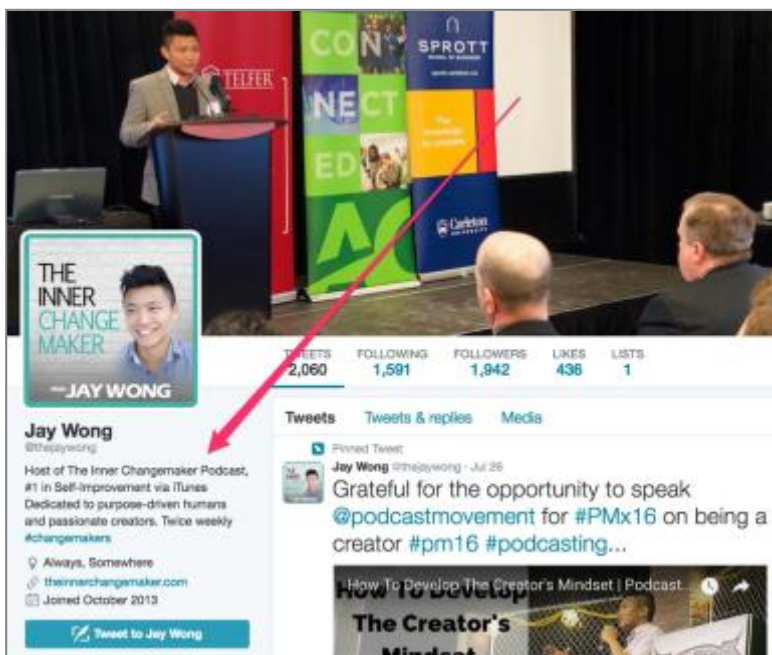 TELFER
CON
NECT
ED
SPROTT
Carleton
UNIVERSITY
THE
INNER
CHANGE
MAKER
JAY WONG
TWEETS
2,060
FOLLOWING
1,591
FOLLOWERS
1,942
LIKES
436
LISTS
1
Jay Wong
@thejaywong
Host of The Inner Changemaker Podcast,
#1 in Self-Improvement via iTunes
Dedicated to purpose-driven humans
and passionate creators. Twice weekly
#changemakers
Always, Somewhere
theinnerchangemaker.com
Joined October 2013
Tweet to Jay Wong
Tweets Tweets & replies Media
Pinned Tweet
Jay Wong @thejaywong · Jul 26
Grateful for the opportunity to speak
@podcastmovement for #PMx16 on being a
creator #pm16 #podcasting...
How To Develop The Creator's Mindset | Podcast...
How To Develop
The Creator's
Mindset